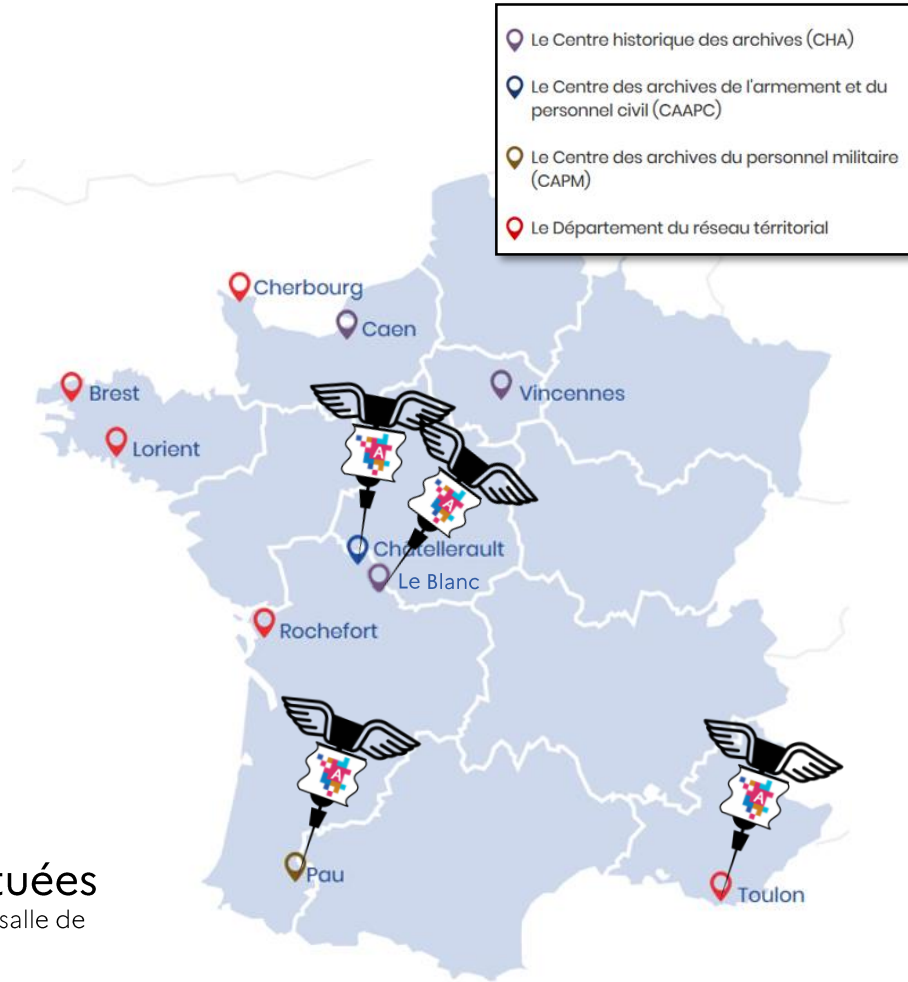 Le Centre historique des archives (CHA)
Le Centre des archives de l'armement et du
personnel civil (CAAPC)
Le Centre des archives du personnel militaire
(CAPM)
Le Département du réseau térritorial
Cherbourg
Caen
Brest
Vincennes
Lorient
A
A
Châtellerault
Le Blanc
Rochefort
A
A
Pau
Toulon
tuées
salle de